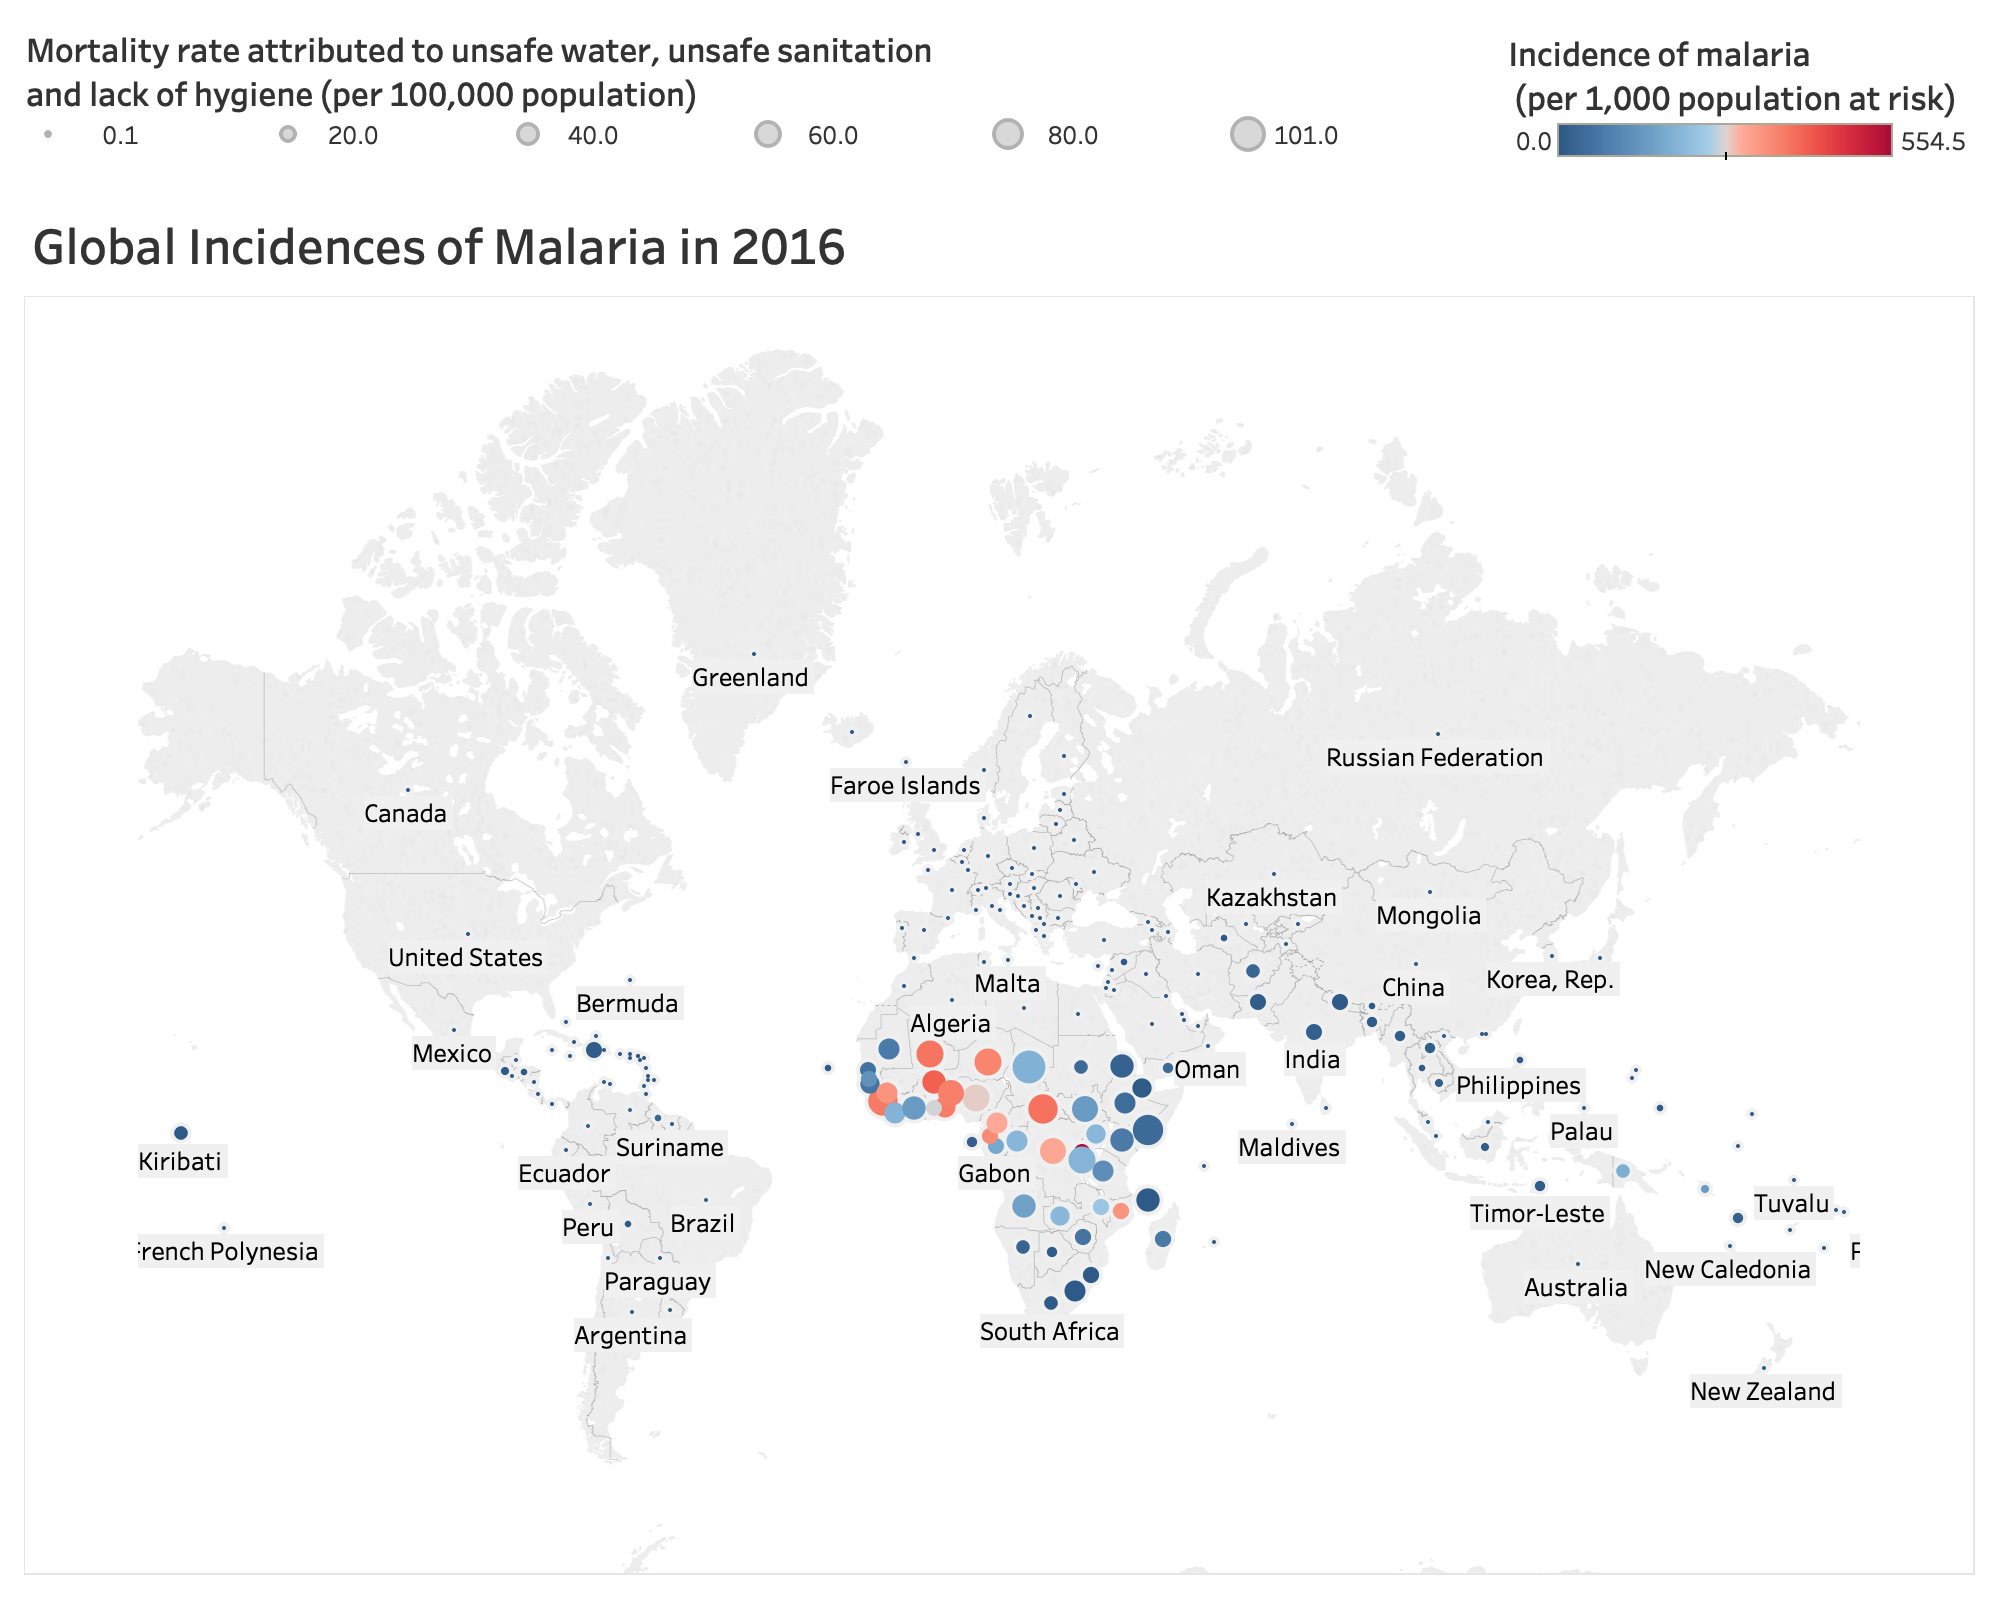 Mortality rate attributed to unsafe water, unsafe sanitation
and lack of hygiene (per 100,000 population)
0.1 20.0 40.0 60.0 80.0 101.0
Incidence of malaria
(per 1,000 population at risk)
0.0 554.5
Global Incidences of Malaria in 2016
Greenland
Russian Federation
Faroe Islands
Canada
Kazakhstan
Mongolia
United States
Korea, Rep.
Malta
China
Bermuda
Algeria
Mexico
India
Oman
Philippines
Palau
Suriname
Maldives
Kiribati
Ecuador
Gabon
Tuvalu
Timor-Leste
Peru
Brazil
French Polynesia
F
New Caledonia
Paraguay
Australia
South Africa
Argentina
New Zealand